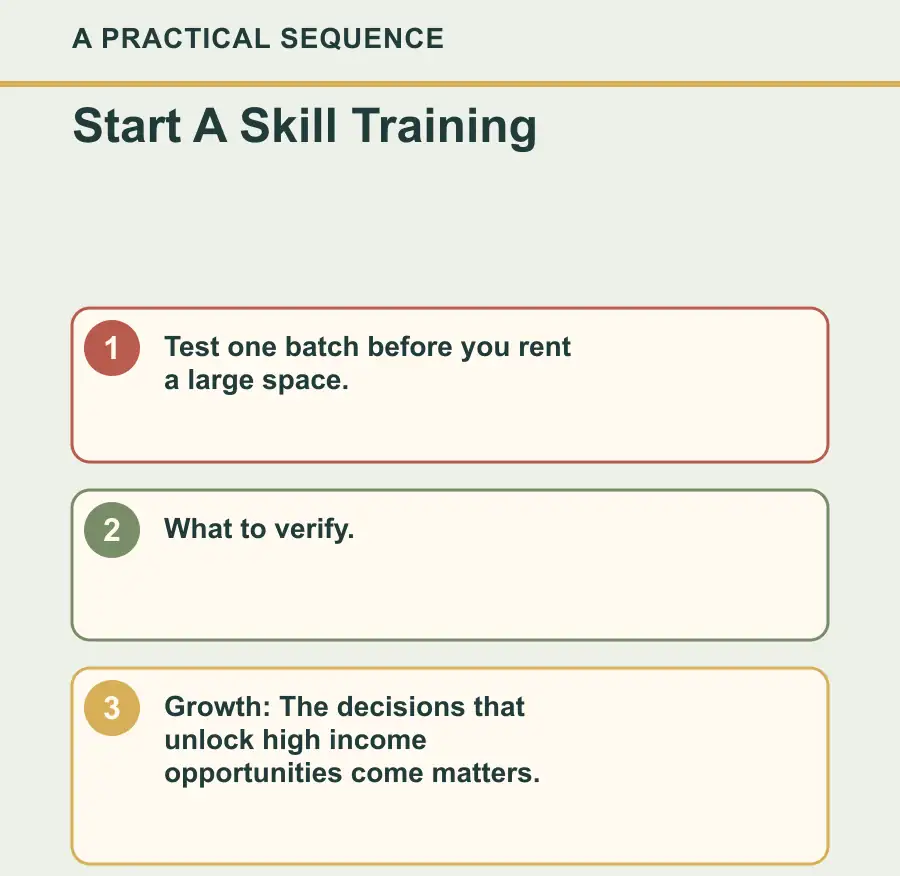 A PRACTICAL SEQUENCE
Start A Skill Training
1
Test one batch before you rent
a large space.
2
What to verify.
3
Growth: The decisions that
unlock high income
opportunities come matters.